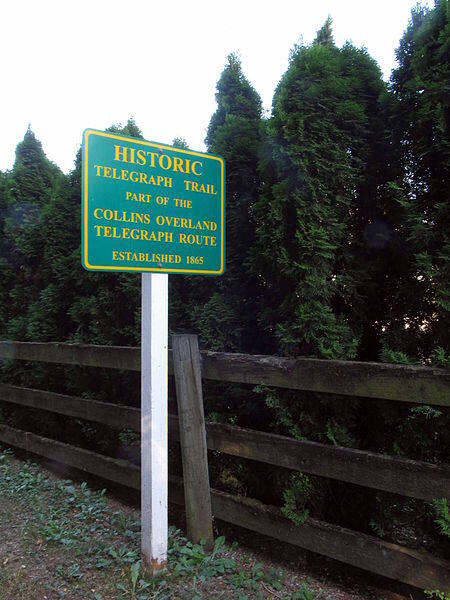 HISTORIC
TELEGRAPH TRAIL
PART OF THE
COLLINS OVERLAND
TELEGRAPH ROUTE
ESTABLISHED 1865